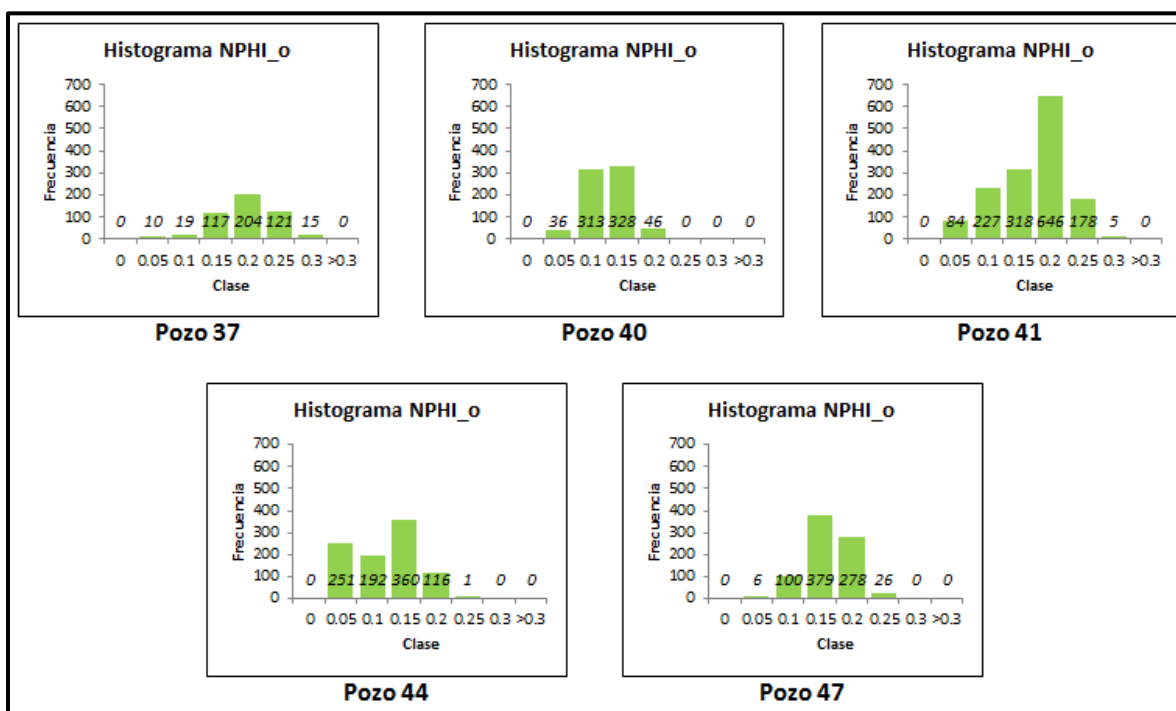 Histograma NPHI_o
700
600
500
400
300
200
100
0
Frecuencia
0 10 19 117 204 121 15 0
0 0.05 0.1 0.15 0.2 0.25 0.3 >0.3
Clase
Pozo 37
Histograma NPHI_o
700
600
500
400
300
200
100
0
Frecuencia
0 36 313 328 46 0 0 0
0 0.05 0.1 0.15 0.2 0.25 0.3 >0.3
Clase
Pozo 40
Histograma NPHI_o
700
600
500
400
300
200
100
0
Frecuencia
0 84 227 318 646 178 5 0
0 0.05 0.1 0.15 0.2 0.25 0.3 >0.3
Clase
Pozo 41
Histograma NPHI_o
700
600
500
400
300
200
100
0
Frecuencia
0 251 192 360 116 1 0 0
0 0.05 0.1 0.15 0.2 0.25 0.3 >0.3
Clase
Pozo 44
Histograma NPHI_o
700
600
500
400
300
200
100
0
Frecuencia
0 6 100 379 278 26 0 0
0 0.05 0.1 0.15 0.2 0.25 0.3 >0.3
Clase
Pozo 47